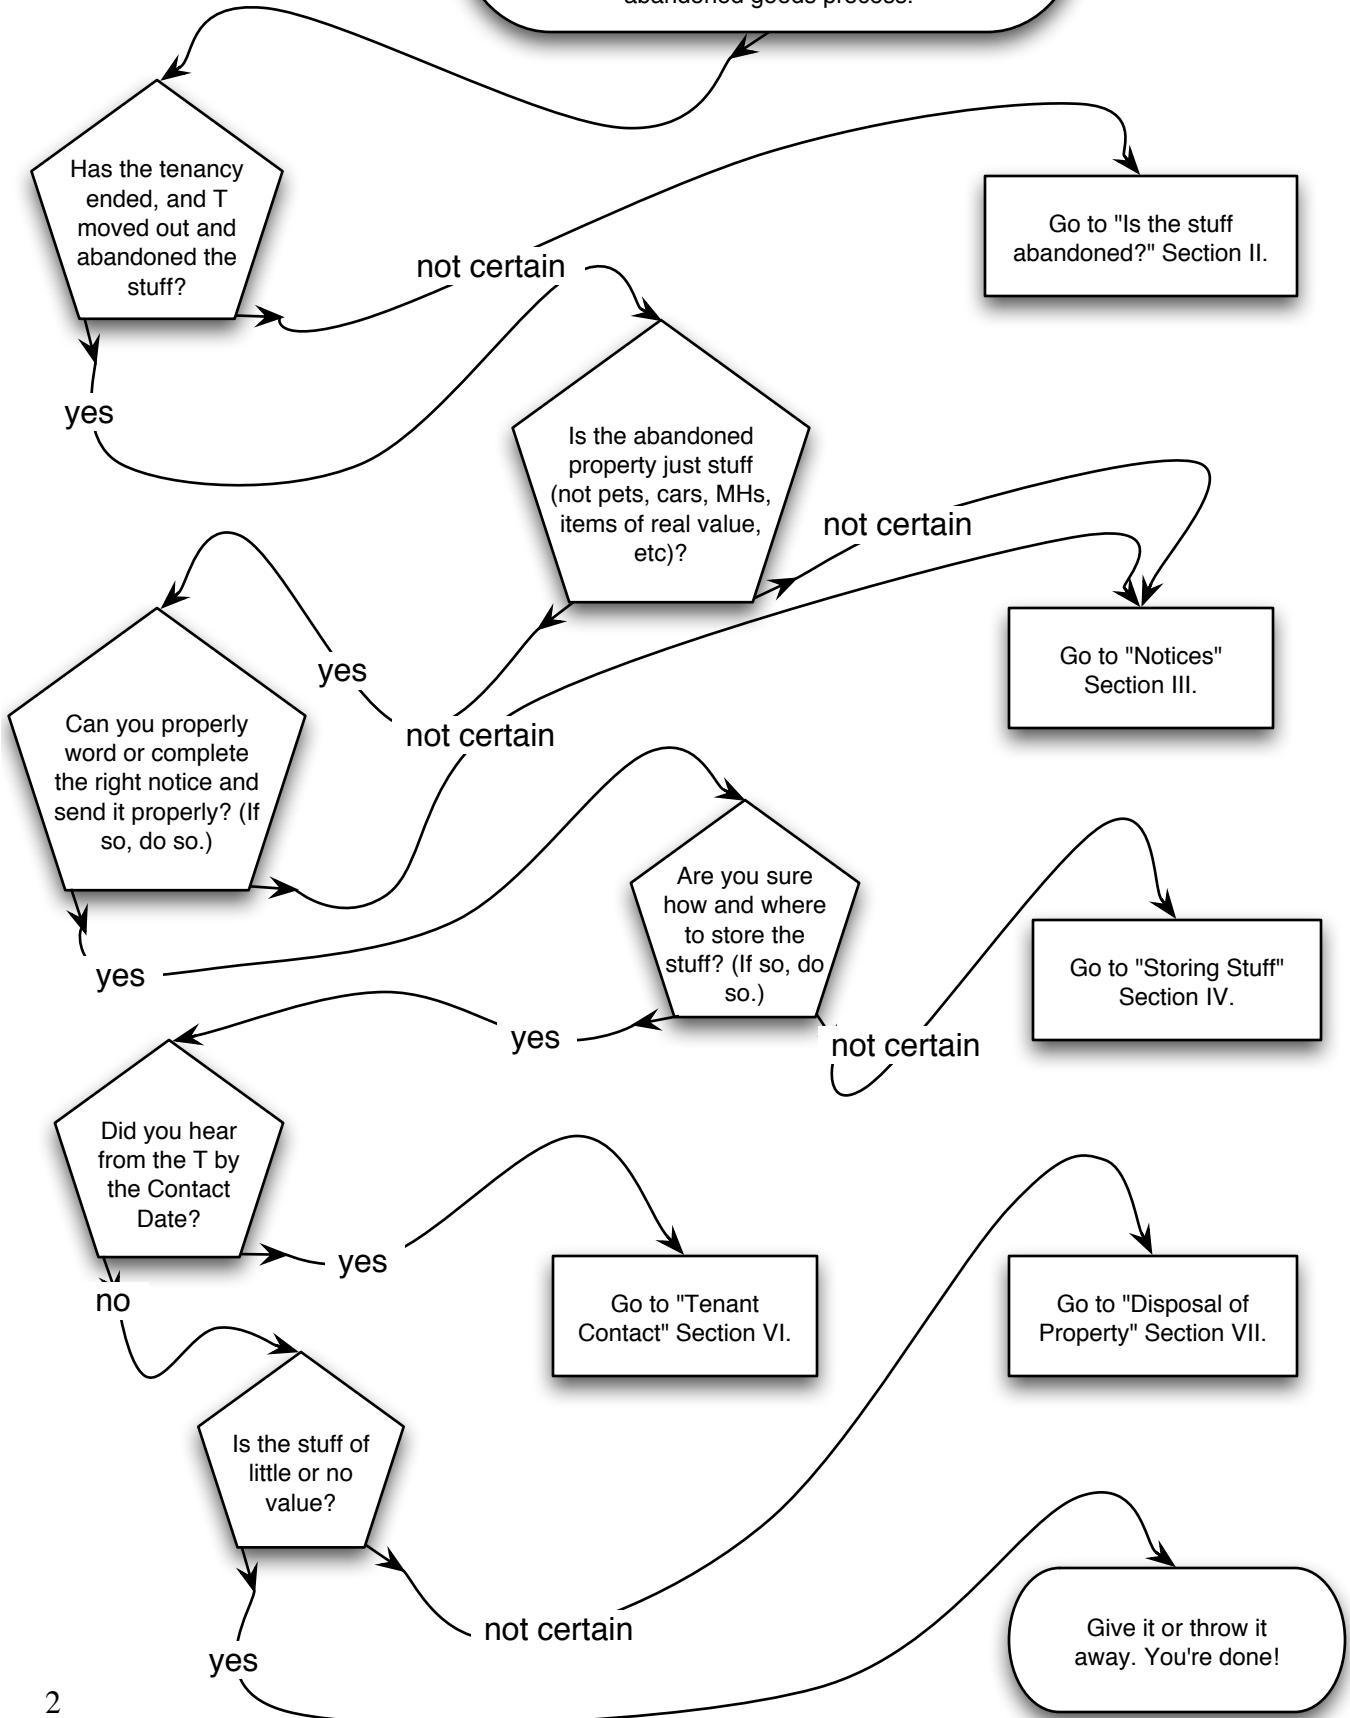 abandoned goods process.
Has the tenancy
ended, and T
moved out and
abandoned the
stuff?
not certain
Go to "Is the stuff
abandoned?" Section II.
yes
Is the abandoned
property just stuff
(not pets, cars, MHs,
items of real value,
etc)?
not certain
Go to "Notices"
Section III.
yes
not certain
Can you properly
word or complete
the right notice and
send it properly? (If
so, do so.)
yes
Are you sure
how and where
to store the
stuff? (If so, do
so.)
not certain
Go to "Storing Stuff"
Section IV.
yes
Did you hear
from the T by
the Contact
Date?
yes
Go to "Tenant
Contact" Section VI.
no
Is the stuff of
little or no
value?
not certain
Go to "Disposal of
Property" Section VII.
yes
Give it or throw it
away. You're done!
2